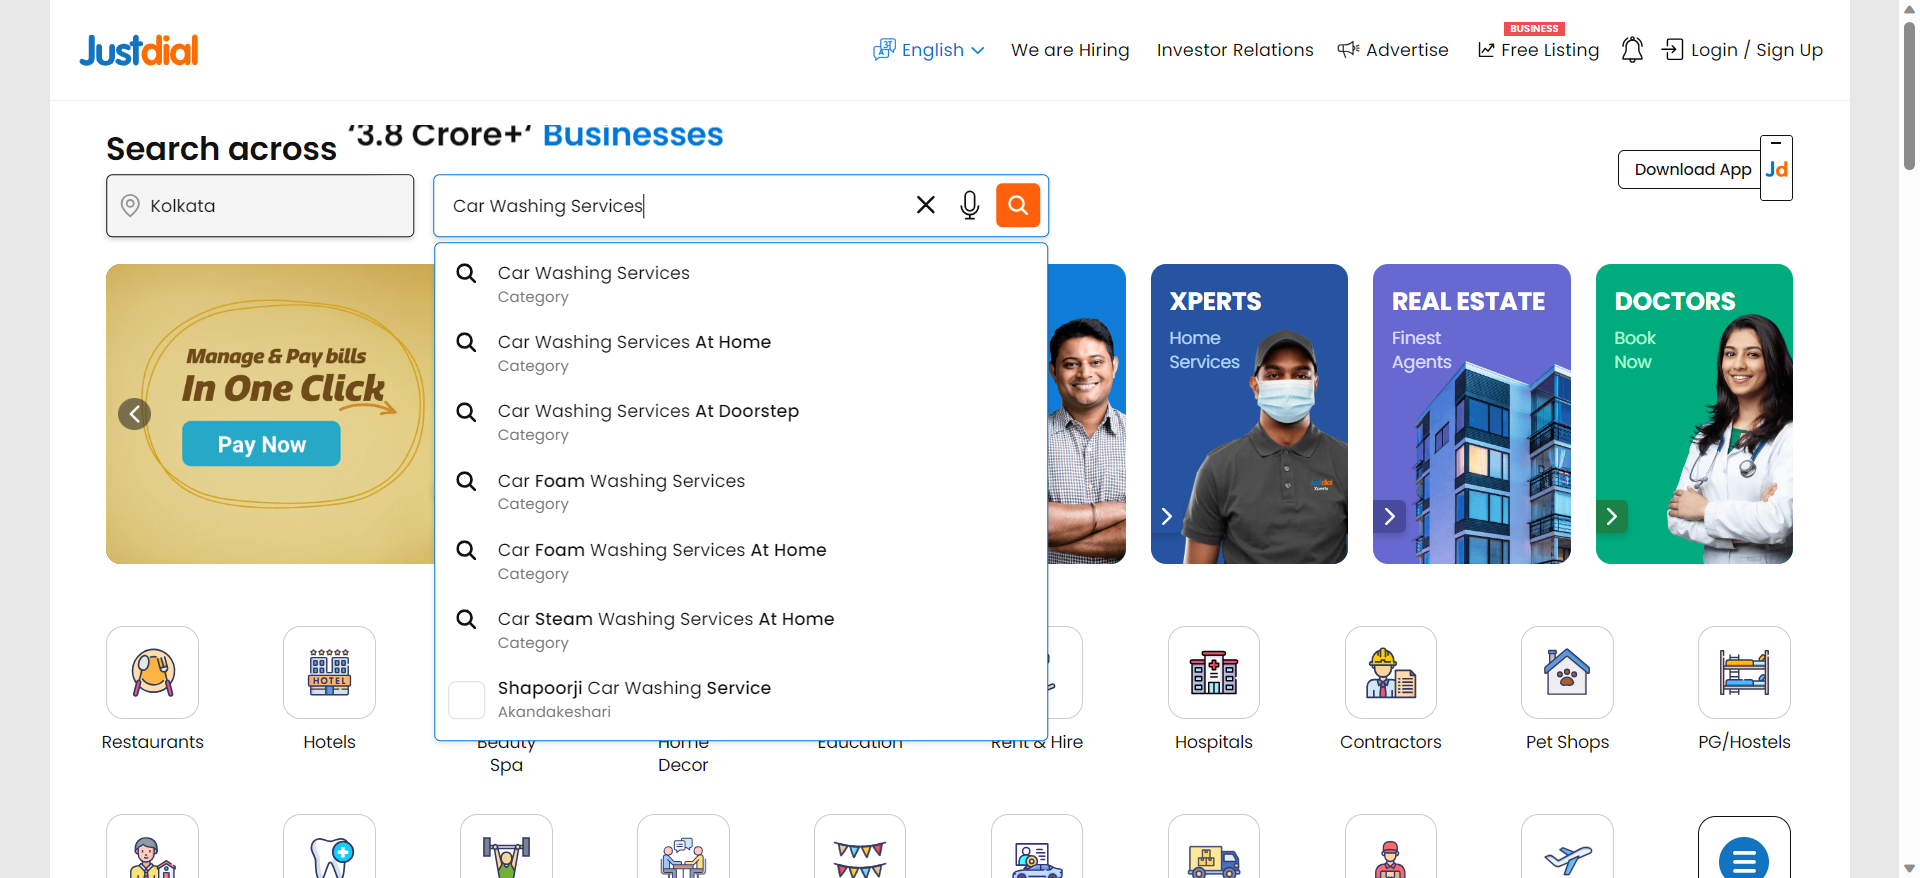 Justdial
English
We are Hiring
Investor Relations
Advertise
BUSINESS
Free Listing
Login / Sign Up
Search across
'3.8 Crore+' Businesses
Download App
Jd
Kolkata
Car Washing Services
Car Washing Services
Category
Car Washing Services At Home
Category
Car Washing Services At Doorstep
Category
Car Foam Washing Services
Category
Car Foam Washing Services At Home
Category
Car Steam Washing Services At Home
Category
Shapoorji Car Washing Service
Akandakeshari
Manage & Pay bills
In One Click
Pay Now
XPERTS
Home
Services
Justdial
Xperts
REAL ESTATE
Finest
Agents
DOCTORS
Book
Now
HOTEL
Restaurants
Hotels
Beauty
Spa
Home
Decor
Education
Rent & Hire
Hospitals
Contractors
Pet Shops
PG/Hostels